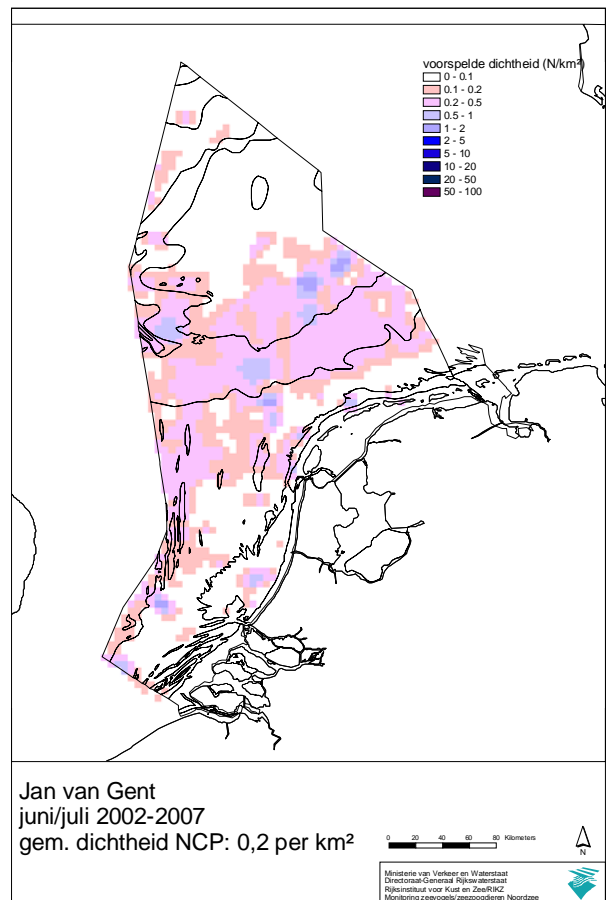 voorspelde dichtheid (N/km²)
0 - 0.1
0.1 - 0.2
0.2 - 0.5
0.5 - 1
1 - 2
2 - 5
5 - 10
10 - 20
20 - 50
50 - 100
Jan van Gent
juni/juli 2002-2007
gem. dichtheid NCP: 0,2 per km²
0 20 40 60 80 Kilometers
N
Ministerie van Verkeer en Waterstaat
Directoraat-Generaal Rijkswaterstaat
Rijksinstituut voor Kust en Zee/RIKZ
Monitoring zeevogels/zeezoogdieren Noordzee